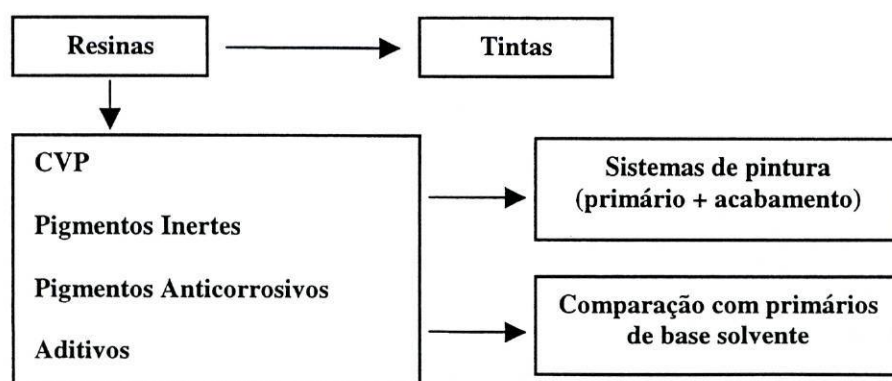 Resinas
Tintas
CVP
Pigmentos Inertes
Pigmentos Anticorrosivos
Aditivos
Sistemas de pintura
(primário + acabamento)
Comparação com primários
de base solvente